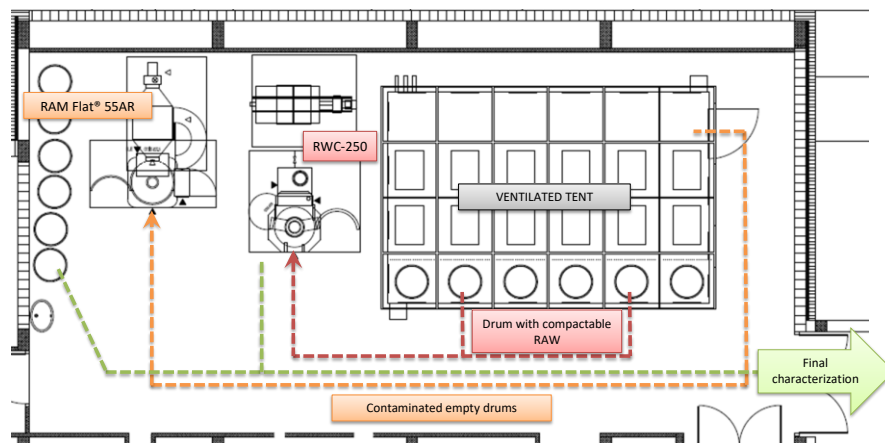 RAM Flat® 55AR
RWC-250
VENTILATED TENT
Drum with compactable
RAW
Final
characterization
Contaminated empty drums